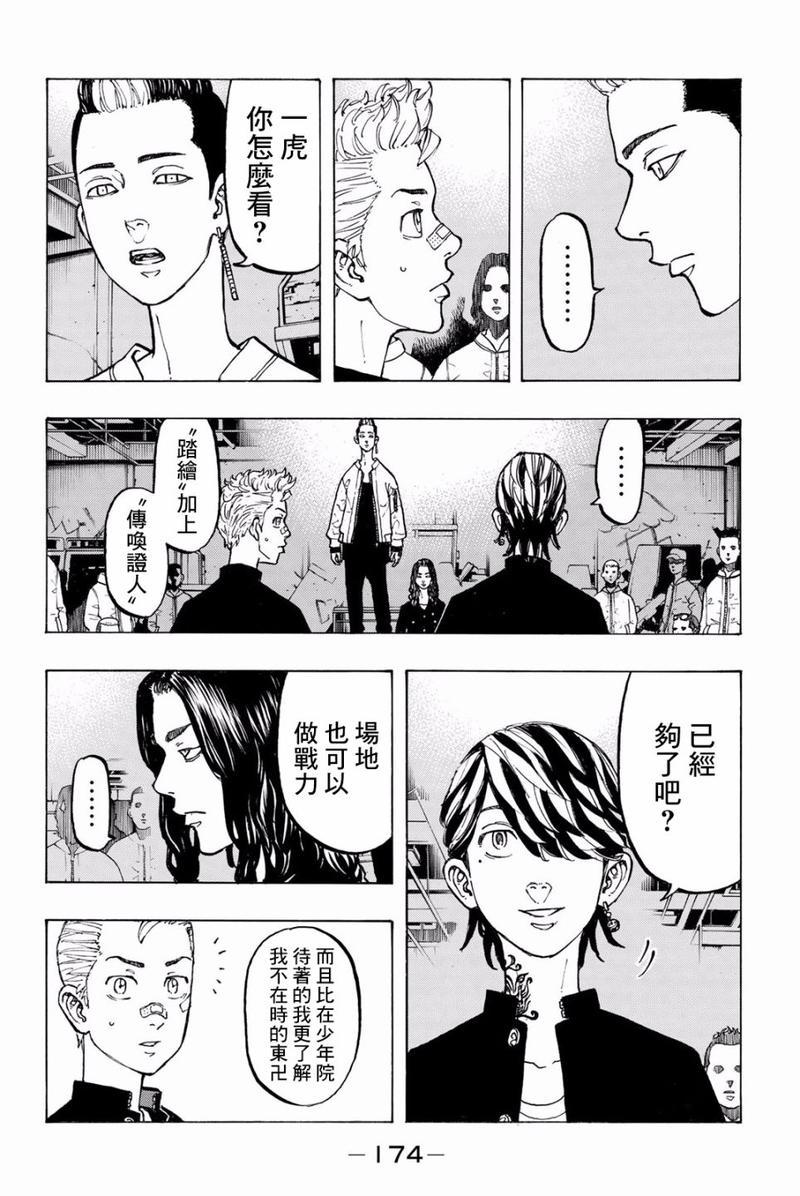 ⋯⋯⋯
一虎
你怎麼看?
⋯⋯
〝踏繪〞加上
〝傳喚證人〞
已經
夠了吧?
場地
也可以
做戰力
⋯⋯
而且比在少年院
待著的我更了解
我不在時的東卍
－174－